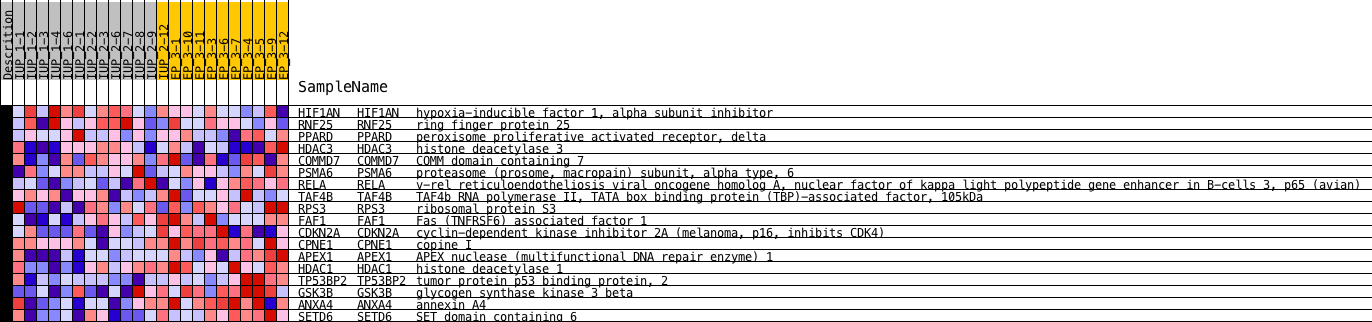 Descrition
IUP_1-1
IUP_1-2
IUP_1-3
IUP_1-4
IUP_1-6
IUP_2-1
IUP_2-2
IUP_2-3
IUP_2-6
IUP_2-7
IUP_2-8
IUP_2-9
IUP_2-12
EP_3-1
EP_3-10
EP_3-11
EP_3-3
EP_3-6
EP_3-7
EP_3-4
EP_3-5
EP_3-9
EP_3-12
SampleName
HIF1AN HIF1AN hypoxia-inducible factor 1, alpha subunit inhibitor
RNF25 RNF25 ring finger protein 25
PPARD PPARD peroxisome proliferative activated receptor, delta
HDAC3 HDAC3 histone deacetylase 3
COMMD7 COMMD7 COMM domain containing 7
PSMA6 PSMA6 proteasome (prosome, macropain) subunit, alpha type, 6
RELA RELA v-rel reticuloendotheliosis viral oncogene homolog A, nuclear factor of kappa light polypeptide gene enhancer in B-cells 3, p65 (avian)
TAF4B TAF4B TAF4b RNA polymerase II, TATA box binding protein (TBP)-associated factor, 105kDa
RPS3 RPS3 ribosomal protein S3
FAF1 FAF1 Fas (TNFRSF6) associated factor 1
CDKN2A CDKN2A cyclin-dependent kinase inhibitor 2A (melanoma, p16, inhibits CDK4)
CPNE1 CPNE1 copine I
APEX1 APEX1 APEX nuclease (multifunctional DNA repair enzyme) 1
HDAC1 HDAC1 histone deacetylase 1
TP53BP2 TP53BP2 tumor protein p53 binding protein, 2
GSK3B GSK3B glycogen synthase kinase 3 beta
ANXA4 ANXA4 annexin A4
SETD6 SETD6 SET domain containing 6